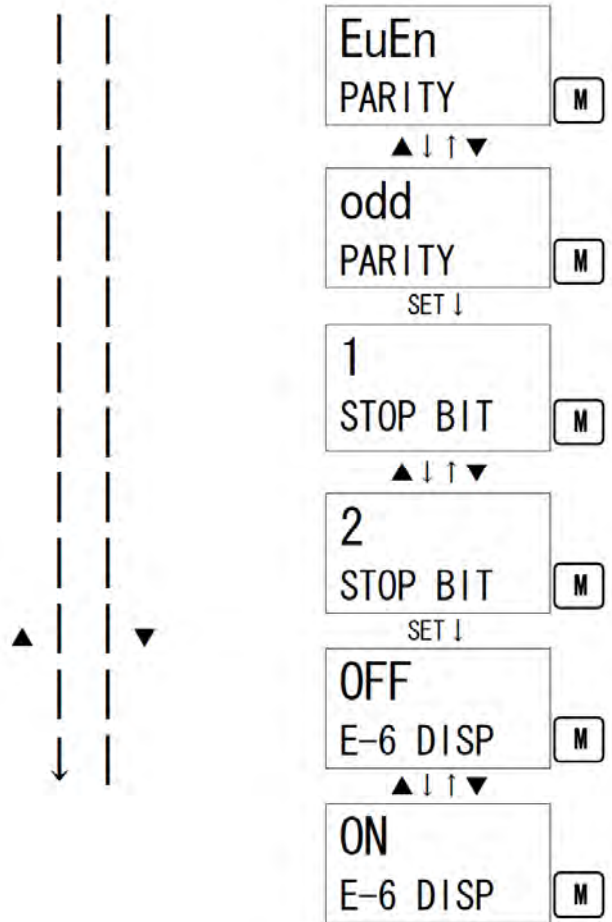 EuEn
PARITY
M
▲↓↑▼
odd
PARITY
M
SET↓
1
STOP BIT
M
▲↓↑▼
2
STOP BIT
M
▲ ▼
SET↓
OFF
E-6 DISP
M
▲↓↑▼
ON
E-6 DISP
M